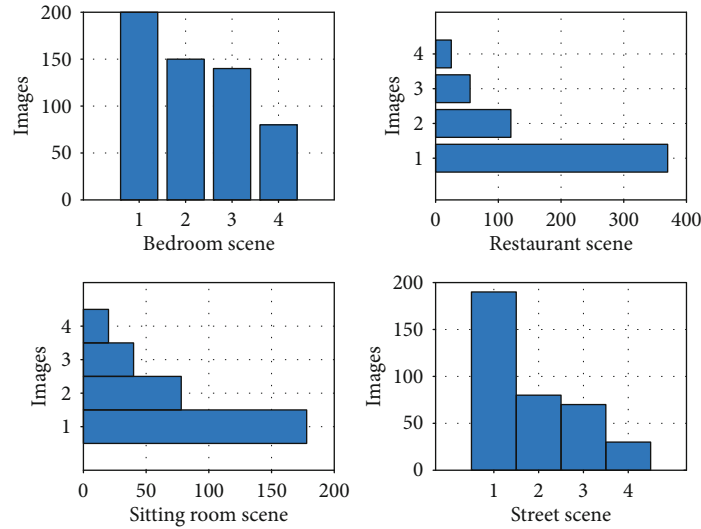 200
150
100
50
0
Images
1 2 3 4
Bedroom scene
4
3
2
1
Images
0 100 200 300 400
Restaurant scene
4
3
2
1
Images
0 50 100 150 200
Sitting room scene
200
150
100
50
0
Images
1 2 3 4
Street scene